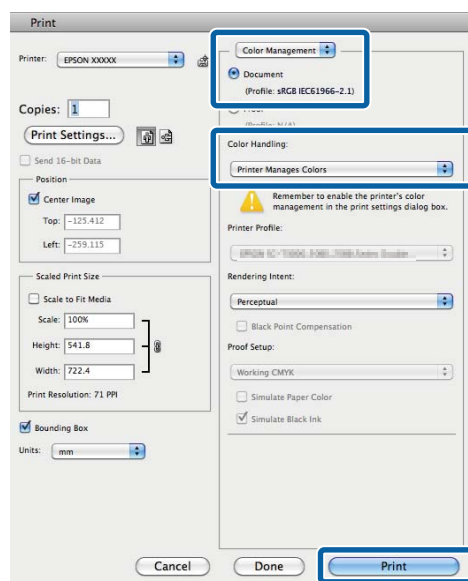 Print
Printer: EPSON XXXXX
Copies: 1
Print Settings...
Send 16-bit Data
Position
Center Image
Top: -125.412
Left: -259.115
Scaled Print Size
Scale to Fit Media
Scale: 100%
Height: 541.8
Width: 722.4
Print Resolution: 71 PPI
Bounding Box
Units: mm
Color Management
Document
(Profile: sRGB IEC61966-2.1)
Color Handling:
Printer Manages Colors
Remember to enable the printer's color
management in the print settings dialog box.
Printer Profile:
Rendering Intent:
Perceptual
Black Point Compensation
Proof Setup:
Working CMYK
Simulate Paper Color
Simulate Black Ink
Cancel
Done
Print